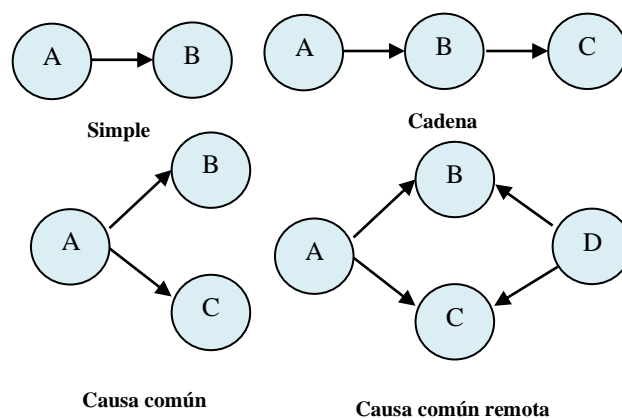 A B
Simple
A B C
Cadena
A B C
Causa común
A B C D
Causa común remota